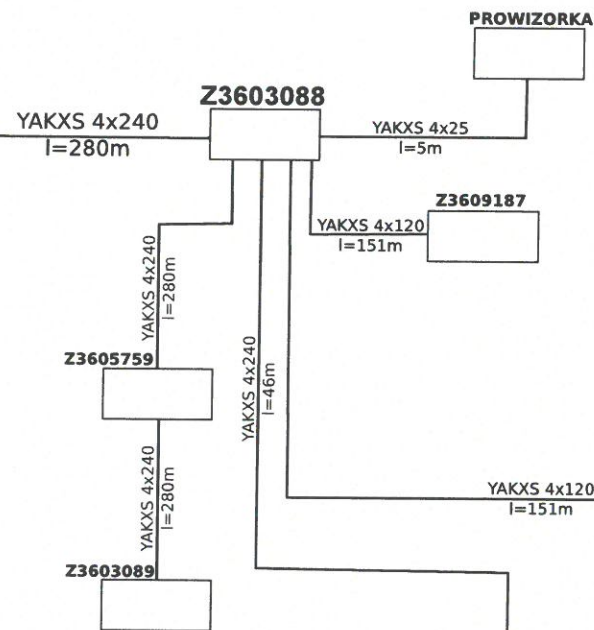 PROWIZORKA
Z3603088
YAKXS 4x240
l=280m
YAKXS 4x25
l=5m
Z3609187
YAKXS 4x120
l=151m
YAKXS 4x240
l=280m
Z3605759
YAKXS 4x240
l=46m
YAKXS 4x240
l=280m
YAKXS 4x120
l=151m
Z3603089